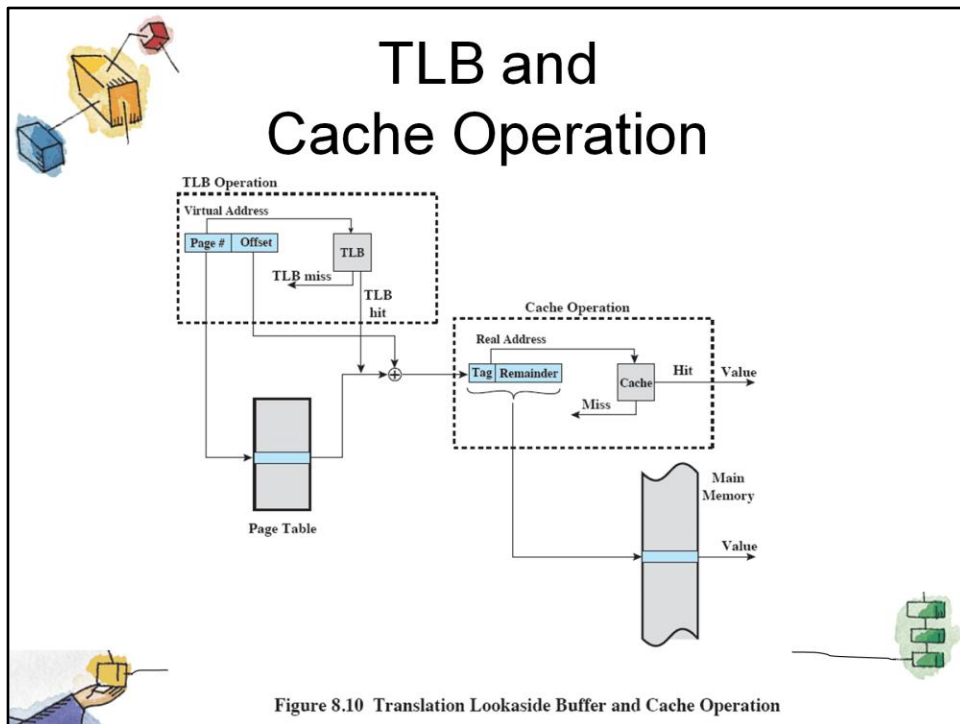 TLB and
Cache Operation
TLB Operation
Virtual Address
Page # Offset
TLB
TLB miss
TLB
hit
Cache Operation
Real Address
Tag Remainder
Cache
Hit
Value
Miss
Page Table
Main
Memory
Value
Figure 8.10 Translation Lookaside Buffer and Cache Operation